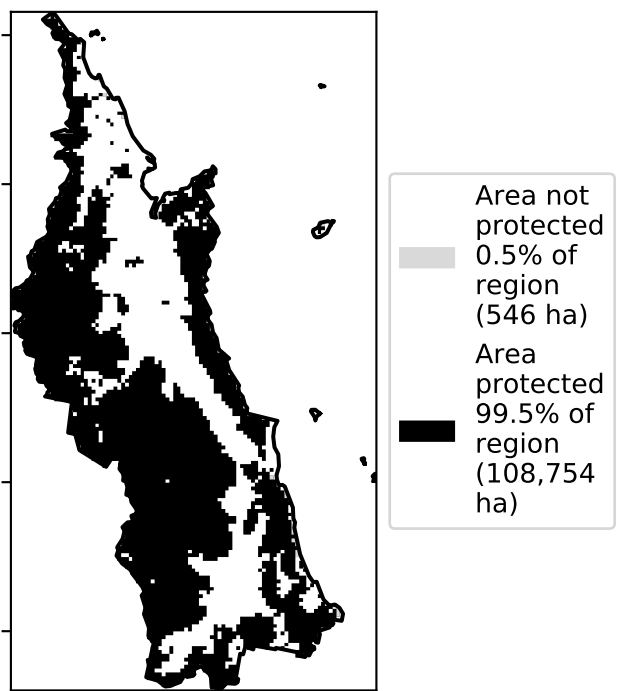 Area not
protected
0.5% of
region
(546 ha)
Area
protected
99.5% of
region
(108,754
ha)